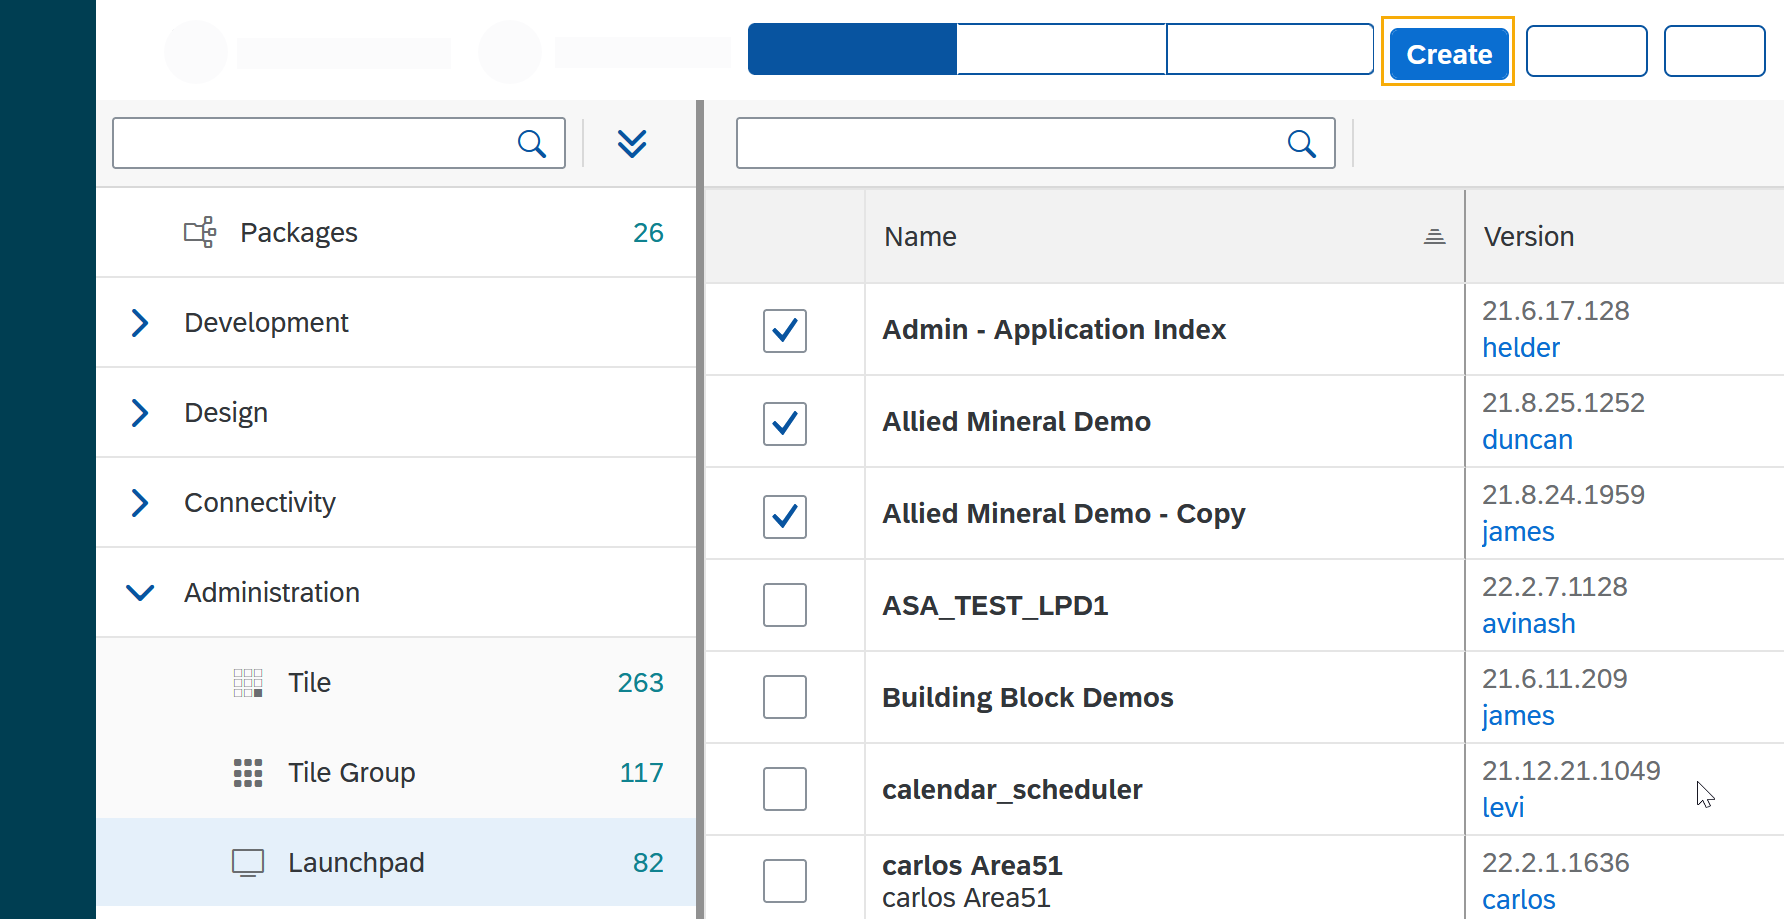 Create
Packages 26
Development
Design
Connectivity
Administration
Tile 263
Tile Group 117
Launchpad 82
Name Version
Admin - Application Index 21.6.17.128
helder
Allied Mineral Demo 21.8.25.1252
duncan
Allied Mineral Demo - Copy 21.8.24.1959
james
ASA_TEST_LPD1 22.2.7.1128
avinash
Building Block Demos 21.6.11.209
james
calendar_scheduler 21.12.21.1049
levi
carlos Area51 22.2.1.1636
carlos Area51 carlos